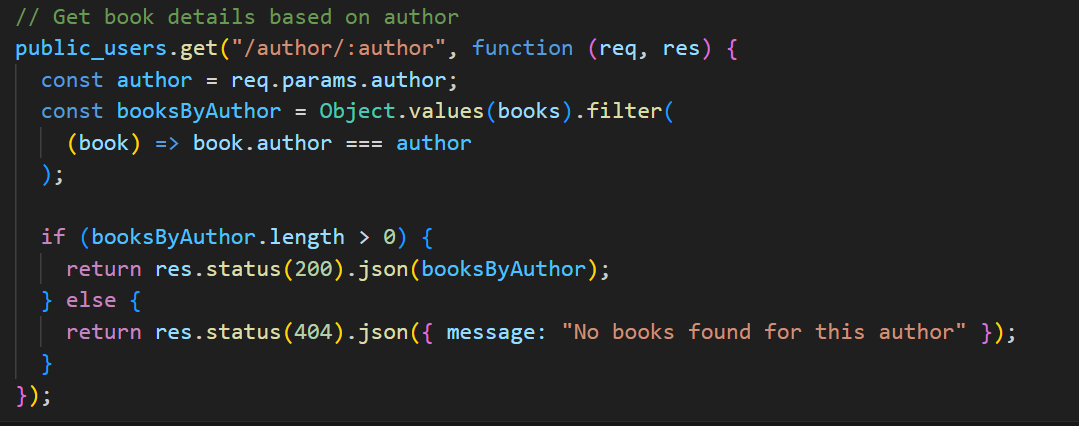 // Get book details based on author
public_users.get("/author/:author", function (req, res) {
  const author = req.params.author;
  const booksByAuthor = Object.values(books).filter(
    (book) => book.author === author
  );

  if (booksByAuthor.length > 0) {
    return res.status(200).json(booksByAuthor);
  } else {
    return res.status(404).json({ message: "No books found for this author" });
  }
});